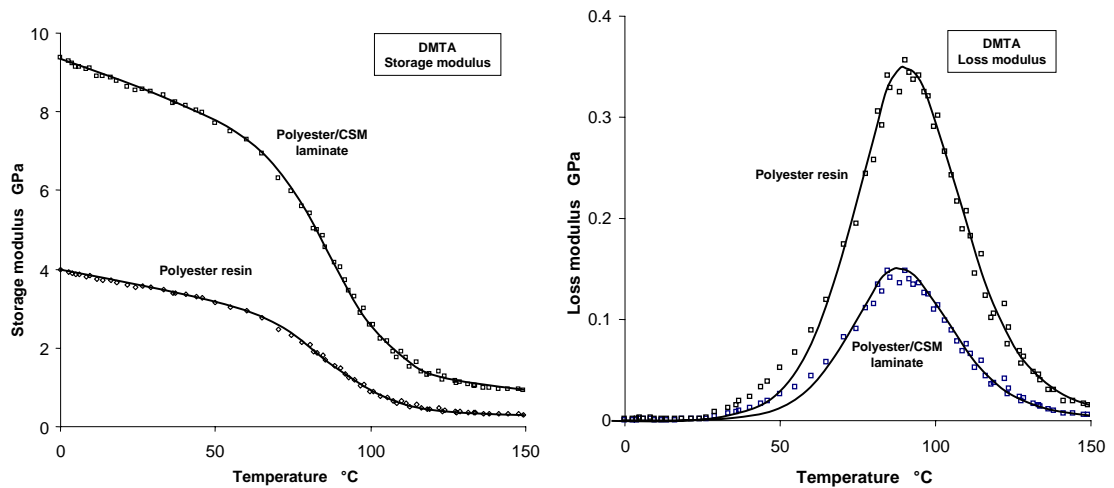 DMTA
Storage modulus
10
8
6
4
2
0
Storage modulus GPa
Polyester/CSM
laminate
Polyester resin
0
50
100
150
Temperature °C
DMTA
Loss modulus
0.4
0.3
0.2
0.1
0
Loss modulus GPa
Polyester resin
Polyester/CSM
laminate
0
50
100
150
Temperature °C